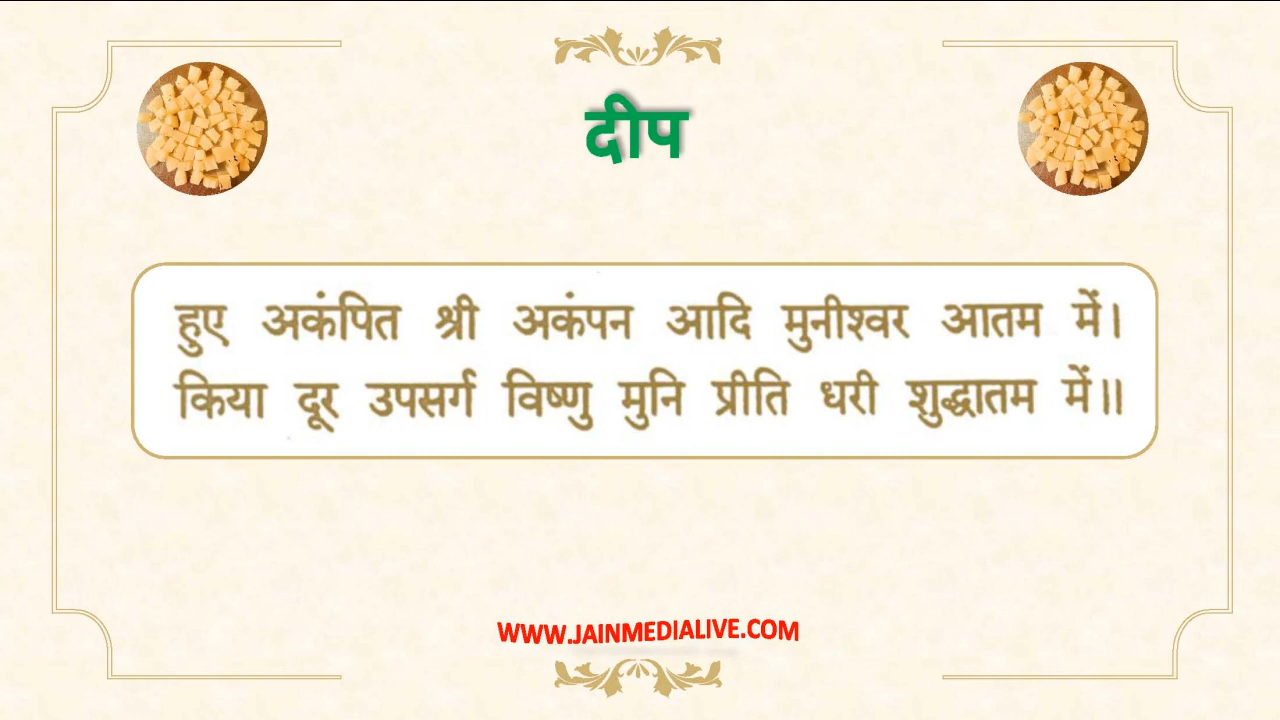 दीप
हुए अकंपित श्री अकंपन आदि मुनीश्वर आतम में।
किया दूर उपसर्ग विष्णु मुनि प्रीति धरी शुद्धातम में॥
WWW.JAINMEDIALIVE.COM